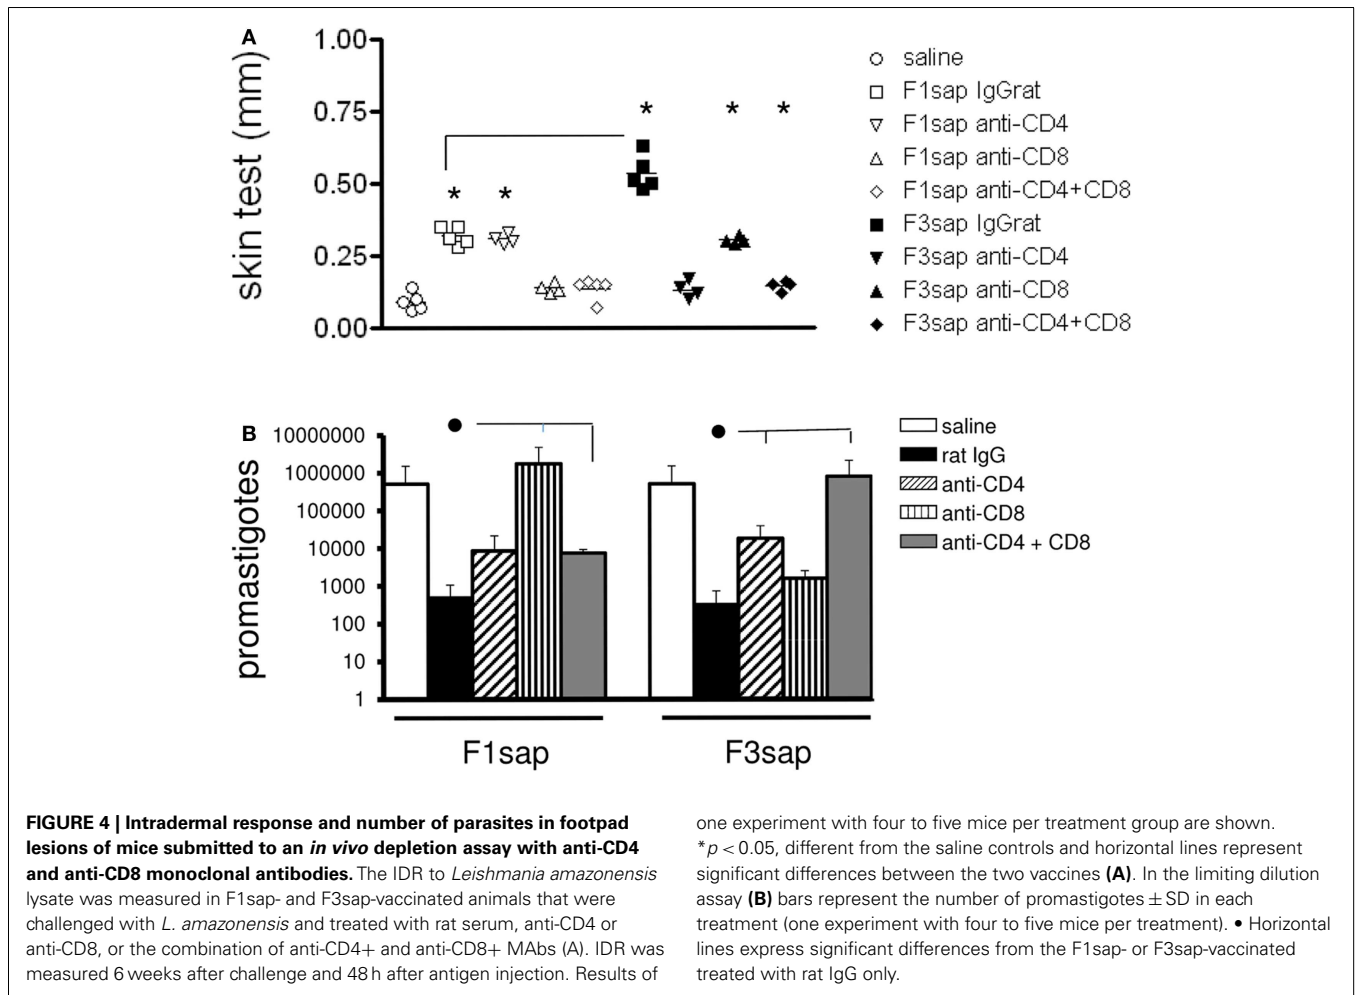 A
1.00
0.75
0.50
0.25
0.00
skin test (mm)
* * * * *
saline
F1sap IgGrat
F1sap anti-CD4
F1sap anti-CD8
F1sap anti-CD4+CD8
F3sap IgGrat
F3sap anti-CD4
F3sap anti-CD8
F3sap anti-CD4+CD8
B
10000000
1000000
100000
10000
1000
100
10
1
promastigotes
F1sap
F3sap
saline
rat IgG
anti-CD4
anti-CD8
anti-CD4 + CD8
FIGURE 4 | Intradermal response and number of parasites in footpad
lesions of mice submitted to an in vivo depletion assay with anti-CD4
and anti-CD8 monoclonal antibodies. The IDR to Leishmania amazonensis
lysate was measured in F1sap- and F3sap-vaccinated animals that were
challenged with L. amazonensis and treated with rat serum, anti-CD4 or
anti-CD8, or the combination of anti-CD4+ and anti-CD8+ MAbs (A). IDR was
measured 6 weeks after challenge and 48 h after antigen injection. Results of
one experiment with four to five mice per treatment group are shown.
*p < 0.05, different from the saline controls and horizontal lines represent
significant differences between the two vaccines (A). In the limiting dilution
assay (B) bars represent the number of promastigotes ± SD in each
treatment (one experiment with four to five mice per treatment). • Horizontal
lines express significant differences from the F1sap- or F3sap-vaccinated
treated with rat IgG only.